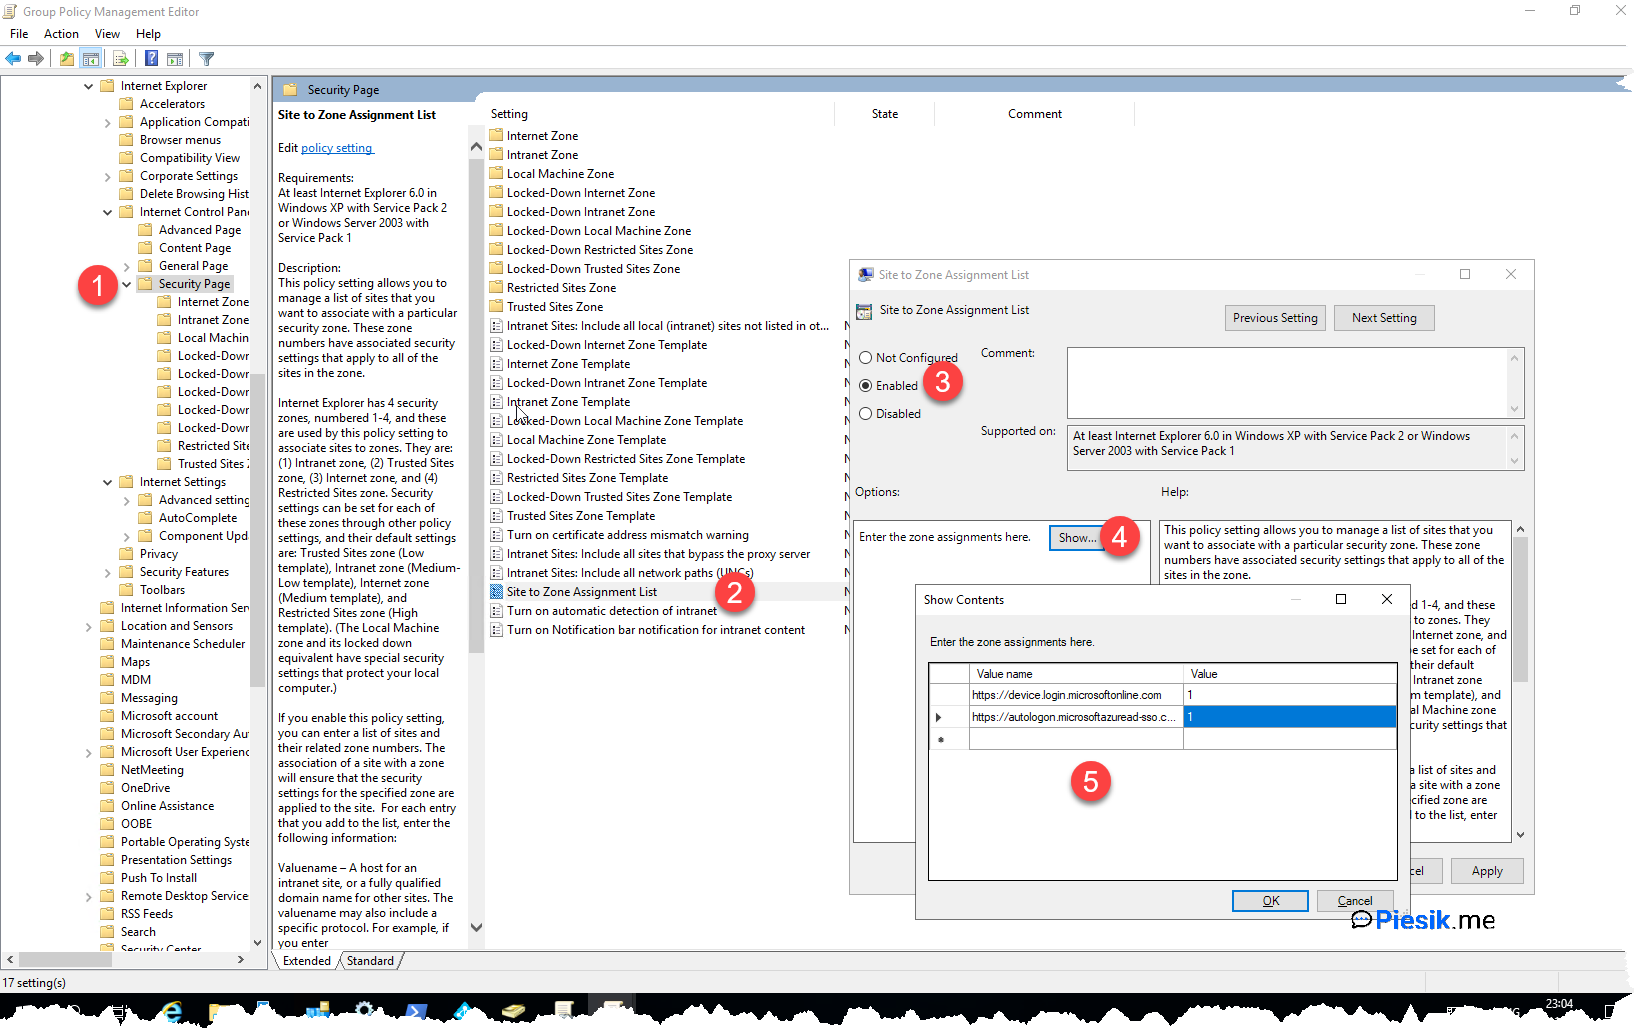 Group Policy Management Editor
File Action View Help
Internet Explorer
Accelerators
Application Compati
Browser menus
Compatibility View
Corporate Settings
Delete Browsing Hist
Internet Control Pane
Advanced Page
Content Page
General Page
1
Security Page
Internet Zone
Intranet Zone
Local Machin
Locked-Down
Locked-Down
Locked-Down
Locked-Down
Locked-Down
Restricted Site
Trusted Sites
Internet Settings
Advanced setting
AutoComplete
Component Upd
Privacy
Security Features
Toolbars
Internet Information Ser
Location and Sensors
Maintenance Scheduler
Maps
MDM
Messaging
Microsoft account
Microsoft Secondary Au
Microsoft User Experienc
NetMeeting
OneDrive
Online Assistance
OOBE
Portable Operating Syste
Presentation Settings
Push To Install
Remote Desktop Service
RSS Feeds
Search
Security Center
Security Page
Site to Zone Assignment List
Edit policy setting
Requirements:
At least Internet Explorer 6.0 in
Windows XP with Service Pack 2
or Windows Server 2003 with
Service Pack 1
Description:
This policy setting allows you to
manage a list of sites that you
want to associate with a particular
security zone. These zone
numbers have associated security
settings that apply to all of the
sites in the zone.
Internet Explorer has 4 security
zones, numbered 1-4, and these
are used by this policy setting to
associate sites to zones. They are:
(1) Intranet zone, (2) Trusted Sites
zone, (3) Internet zone, and (4)
Restricted Sites zone. Security
settings can be set for each of
these zones through other policy
settings, and their default settings
are: Trusted Sites zone (Low
template), Intranet zone (Medium-
Low template), Internet zone
(Medium template), and
Restricted Sites zone (High
template). (The Local Machine
zone and its locked down
equivalent have special security
settings that protect your local
computer.)
If you enable this policy setting,
you can enter a list of sites and
their related zone numbers. The
association of a site with a zone
will ensure that the security
settings for the specified zone are
applied to the site.  For each entry
that you add to the list, enter the
following information:
Valuename – A host for an
intranet site, or a fully qualified
domain name for other sites. The
valuename may also include a
specific protocol. For example, if
you enter
Setting State Comment
Internet Zone
Intranet Zone
Local Machine Zone
Locked-Down Internet Zone
Locked-Down Intranet Zone
Locked-Down Local Machine Zone
Locked-Down Restricted Sites Zone
Locked-Down Trusted Sites Zone
Restricted Sites Zone
Trusted Sites Zone
Intranet Sites: Include all local (intranet) sites not listed in ot...
Locked-Down Internet Zone Template
Internet Zone Template
Locked-Down Intranet Zone Template
Intranet Zone Template
Locked-Down Local Machine Zone Template
Local Machine Zone Template
Locked-Down Restricted Sites Zone Template
Restricted Sites Zone Template
Locked-Down Trusted Sites Zone Template
Trusted Sites Zone Template
Turn on certificate address mismatch warning
Intranet Sites: Include all sites that bypass the proxy server
Intranet Sites: Include all network paths (UNCs)
Site to Zone Assignment List
2
Turn on automatic detection of intranet
Turn on Notification bar notification for intranet content
Site to Zone Assignment List
Site to Zone Assignment List
Previous Setting Next Setting
Not Configured
Enabled
3
Disabled
Comment:
Supported on:
At least Internet Explorer 6.0 in Windows XP with Service Pack 2 or Windows
Server 2003 with Service Pack 1
Options:
Help:
Enter the zone assignments here. Show...
4
This policy setting allows you to manage a list of sites that you
want to associate with a particular security zone. These zone
numbers have associated security settings that apply to all of the
sites in the zone.
d 1-4, and these
to zones. They
Internet zone, and
e set for each of
their default
Intranet zone
m template), and
al Machine zone
curity settings that
a list of sites and
a site with a zone
cified zone are
to the list, enter
Show Contents
Enter the zone assignments here.
Value name Value
https://device.login.microsoftonline.com 1
https://autologon.microsoftazuread-sso.c... 1
5
OK Cancel
cel Apply
Piesik.me
Extended Standard
17 setting(s)
23:04